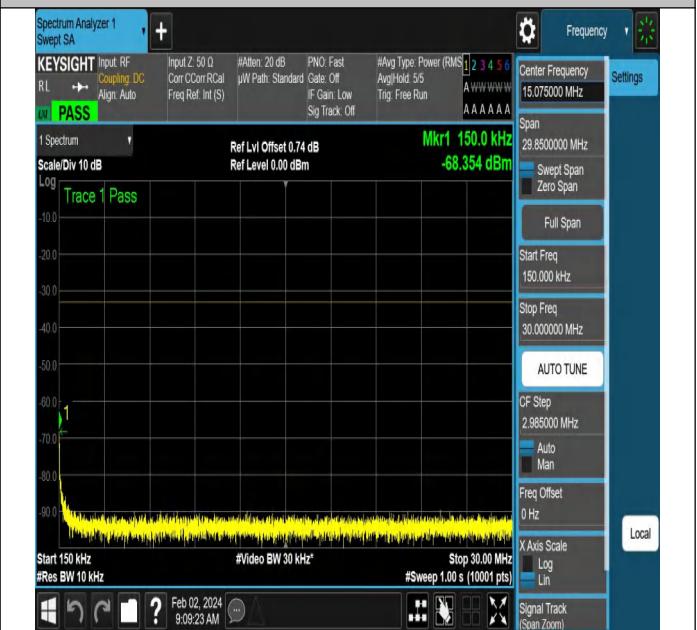 Spectrum Analyzer 1
Swept SA
+
Frequency
KEYSIGHT
Input: RF
Coupling: DC
Align: Auto
Input Z: 50 Ω
Corr CCorr RCal
Freq Ref: Int (S)
#Atten: 20 dB
µW Path: Standard
PNO: Fast
Gate: Off
IF Gain: Low
Sig Track: Off
#Avg Type: Power (RMS
Avg|Hold: 5/5
Trig: Free Run
1 2 3 4 5 6
A W W W W W
A A A A A A
RL
PASS
Center Frequency
15.075000 MHz
Settings
Span
29.8500000 MHz
Swept Span
Zero Span
Full Span
Start Freq
150.000 kHz
Stop Freq
30.000000 MHz
AUTO TUNE
CF Step
2.985000 MHz
Auto
Man
Freq Offset
0 Hz
X Axis Scale
Log
Lin
Signal Track
(Span Zoom)
Local
1 Spectrum
Scale/Div 10 dB
Ref Lvl Offset 0.74 dB
Ref Level 0.00 dBm
Mkr1 150.0 kHz
-68.354 dBm
Log
Trace 1 Pass
-10.0
-20.0
-30.0
-40.0
-50.0
-60.0
1
-70.0
-80.0
-90.0
Start 150 kHz
#Res BW 10 kHz
#Video BW 30 kHz*
Stop 30.00 MHz
#Sweep 1.00 s (10001 pts)
?
Feb 02, 2024
9:09:23 AM